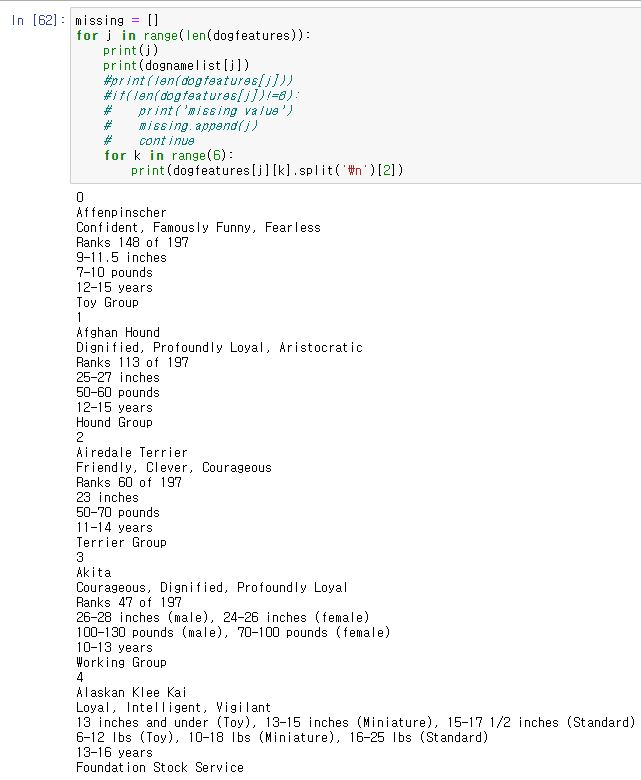 In [62]: missing = []
for j in range(len(dogfeatures)):
    print(j)
    print(dognamelist[j])
    #print(len(dogfeatures[j]))
    #if(len(dogfeatures[j])!=6):
    #    print('missing value')
    #    missing.append(j)
    #    continue
    for k in range(6):
        print(dogfeatures[j][k].split('₩n')[2])
0
Affenpinscher
Confident, Famously Funny, Fearless
Ranks 148 of 197
9-11.5 inches
7-10 pounds
12-15 years
Toy Group
1
Afghan Hound
Dignified, Profoundly Loyal, Aristocratic
Ranks 113 of 197
25-27 inches
50-60 pounds
12-15 years
Hound Group
2
Airedale Terrier
Friendly, Clever, Courageous
Ranks 60 of 197
23 inches
50-70 pounds
11-14 years
Terrier Group
3
Akita
Courageous, Dignified, Profoundly Loyal
Ranks 47 of 197
26-28 inches (male), 24-26 inches (female)
100-130 pounds (male), 70-100 pounds (female)
10-13 years
Working Group
4
Alaskan Klee Kai
Loyal, Intelligent, Vigilant
13 inches and under (Toy), 13-15 inches (Miniature), 15-17 1/2 inches (Standard)
6-12 lbs (Toy), 10-18 lbs (Miniature), 16-25 lbs (Standard)
13-16 years
Foundation Stock Service